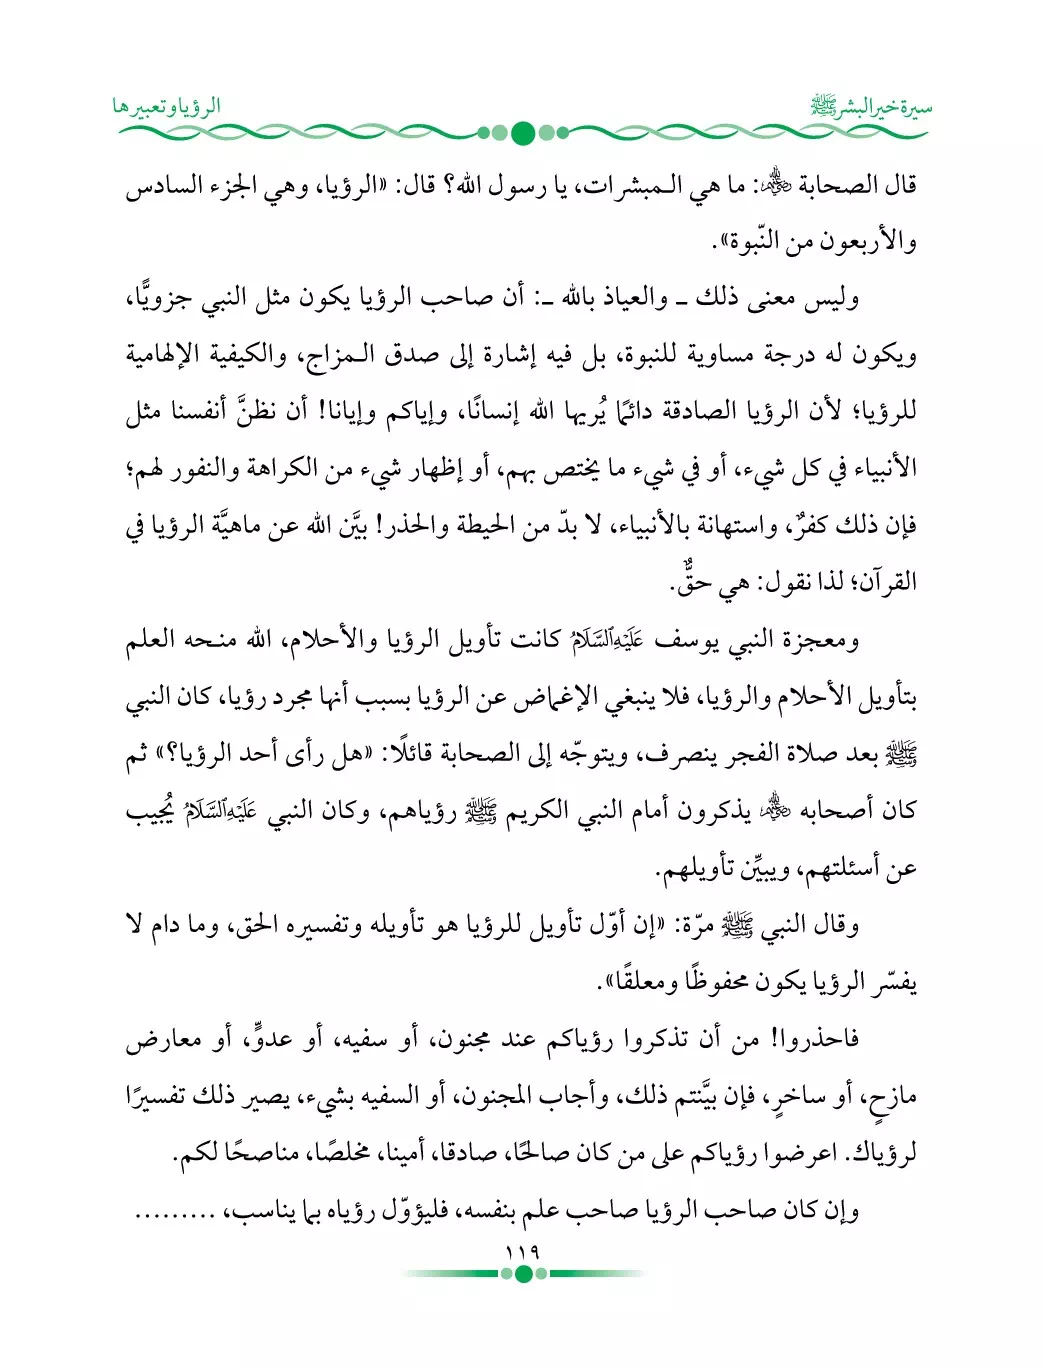 سيرة خير البشر ﷺ
الرؤيا وتعبيرها
قال الصحابة ﷢: ما هي الـمبشرات، يا رسول الله؟ قال: «الرؤيا، وهي الجزء السادس
والأربعون من النّبوة».
وليس معنى ذلك ـ والعياذ بالله ـ: أن صاحب الرؤيا يكون مثل النبي جزويًّا،
ويكون له درجة مساوية للنبوة، بل فيه إشارة إلى صدق الـمزاج، والكيفية الإلهامية
للرؤيا؛ لأن الرؤيا الصادقة دائمًا يُريها الله إنسانًا، وإياكم وإيانا! أن نظنَّ أنفسنا مثل
الأنبياء في كل شيء، أو في شيء ما يختص بهم، أو إظهار شيء من الكراهة والنفور لهم؛
فإن ذلك كفرٌ، واستهانة بالأنبياء، لا بدّ من الحيطة والحذر! بيَّن الله عن ماهيَّة الرؤيا في
القرآن؛ لذا نقول: هي حقٌّ.
ومعجزة النبي يوسف عَلَيْهِٱلسَّلَامُ كانت تأويل الرؤيا والأحلام، الله منـحه العلم
بتأويل الأحلام والرؤيا، فلا ينبغي الإغماض عن الرؤيا بسبب أنها مجرد رؤيا، كان النبي
ﷺ بعد صلاة الفجر ينصرف، ويتوجّه إلى الصحابة قائلًا: «هل رأى أحد الرؤيا؟» ثم
كان أصحابه ﷢ يذكرون أمام النبي الكريم ﷺ رؤياهم، وكان النبي عَلَيْهِٱلسَّلَامُ يُجيب
عن أسئلتهم، ويبيِّن تأويلهم.
وقال النبي ﷺ مرّة: «إن أوّل تأويل للرؤيا هو تأويله وتفسيره الحق، وما دام لا
يفسّر الرؤيا يكون محفوظًا ومعلقًا».
فاحذروا! من أن تذكروا رؤياكم عند مجنون، أو سفيه، أو عدوٍّ، أو معارض
مازحٍ، أو ساخرٍ، فإن بيَّنتم ذلك، وأجاب المجنون، أو السفيه بشيء، يصير ذلك تفسيرًا
لرؤياك. اعرضوا رؤياكم على من كان صالحًا، صادقا، أمينا، مخلصًا، مناصحًا لكم.
وإن كان صاحب الرؤيا صاحب علم بنفسه، فليؤوّل رؤياه بما يناسب، .........
١١٩